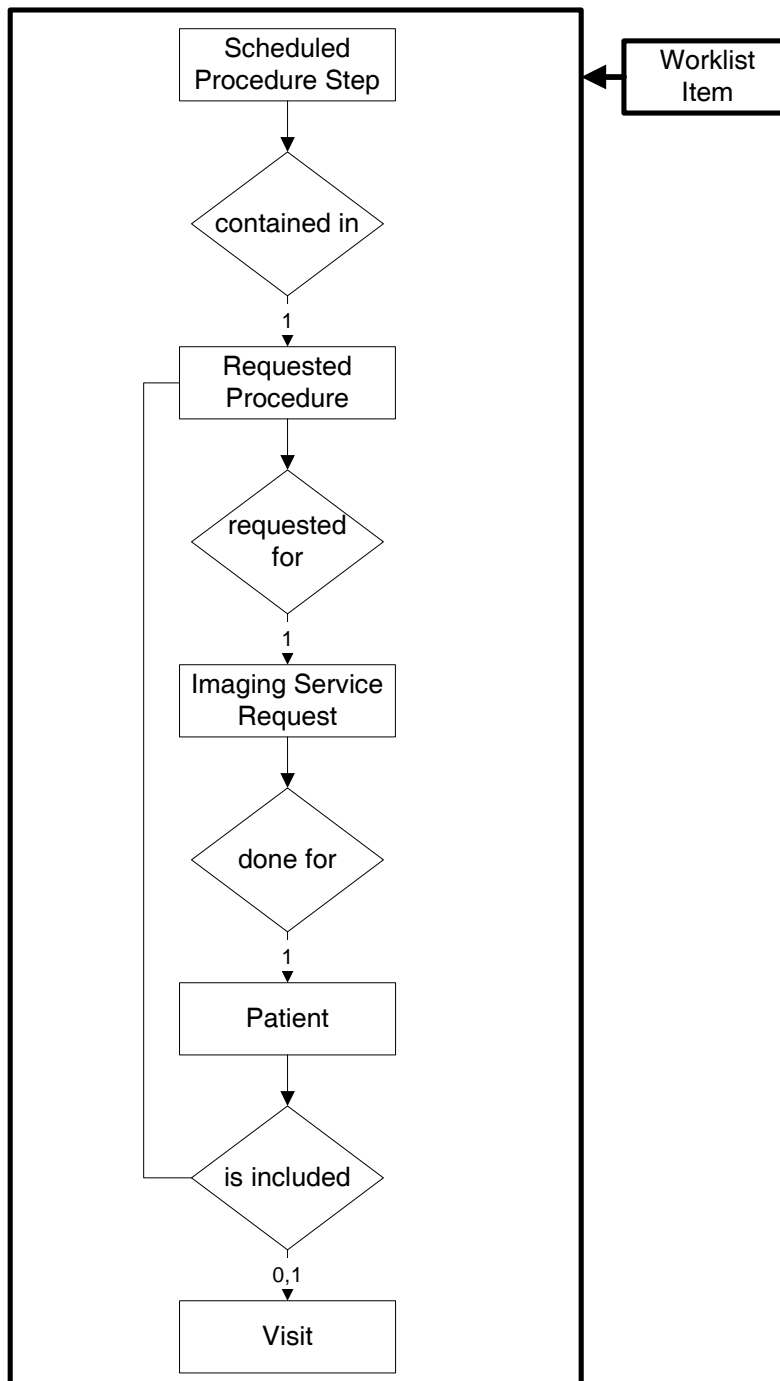 Scheduled
Procedure Step
Worklist
Item
contained in
1
Requested
Procedure
requested
for
1
Imaging Service
Request
done for
1
Patient
is included
0,1
Visit